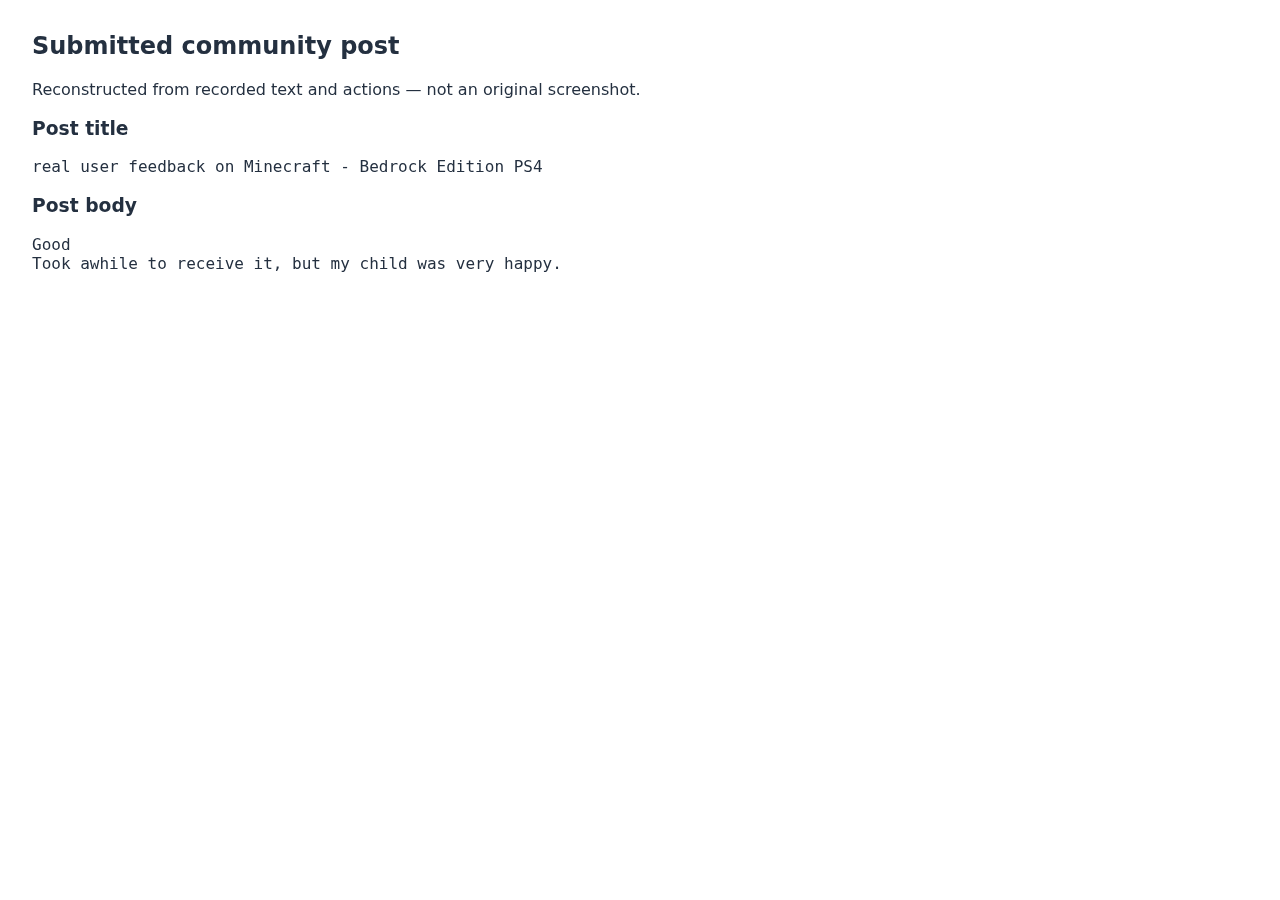 Submitted community post
Reconstructed from recorded text and actions — not an original screenshot.
Post title
real user feedback on Minecraft - Bedrock Edition PS4
Post body
Good
Took awhile to receive it, but my child was very happy.